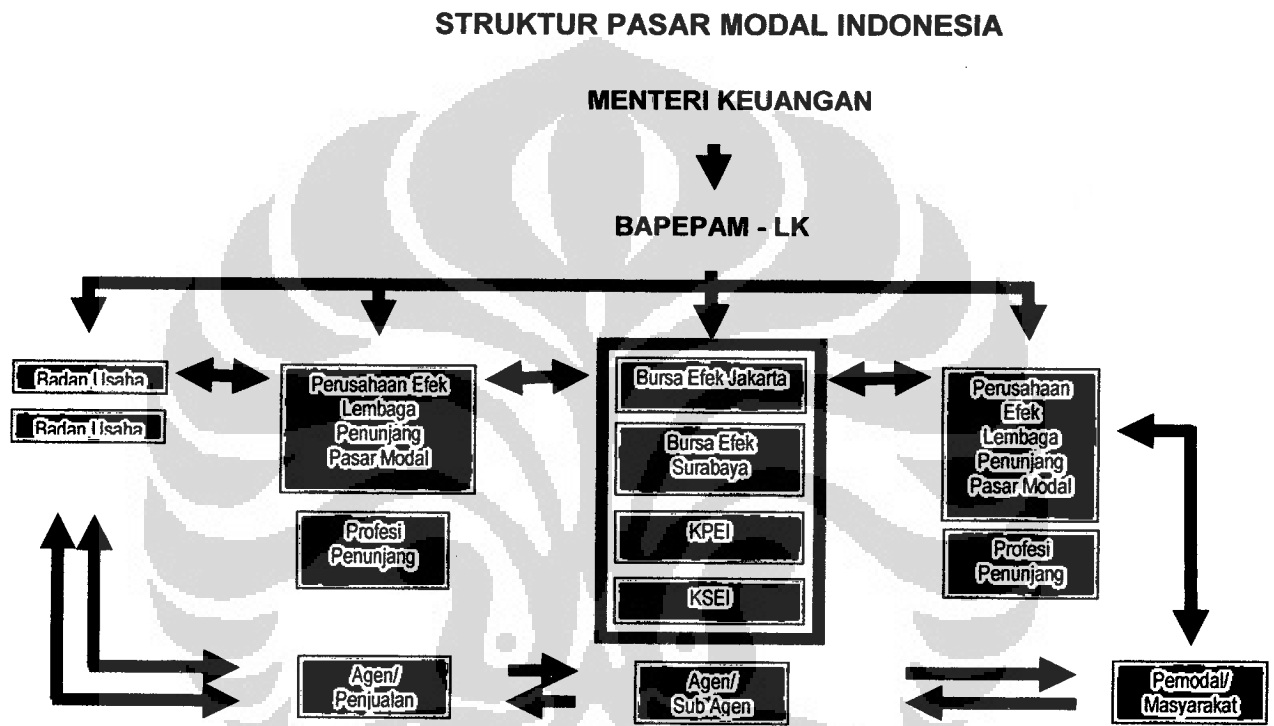 STRUKTUR PASAR MODAL INDONESIA
MENTERI KEUANGAN
BAPEPAM - LK
Badan Usaha
Badan Usaha
Perusahaan Efek
Lembaga
Penunjang
Pasar Modal
Profesi
Penunjang
Bursa Efek Jakarta
Bursa Efek
Surabaya
KPEI
KSEI
Perusahaan
Efek
Lembaga
Penunjang
Pasar Modal
Profesi
Penunjang
Agen/
Penjualan
Agen/
Sub Agen
Pemodal/
Masyarakat